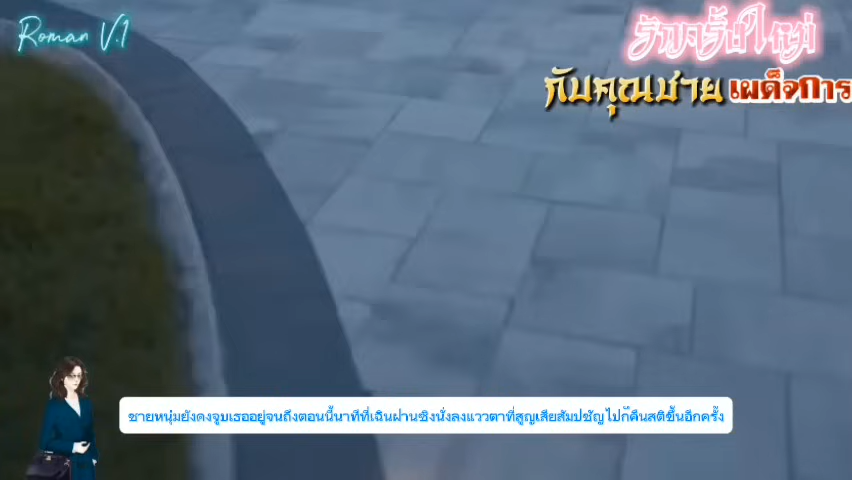 Roman V.1
รักครั้งใหม่
กับคุณชาย เผด็จการ
ชายหนุ่มยังคงจูบเธออยู่จนถึงตอนนี้นาทีที่เฉินฝานซิงนั่งลงแววตาที่สูญเสียสัมปชัญไปก็คืนสติขึ้นอีกครั้ง